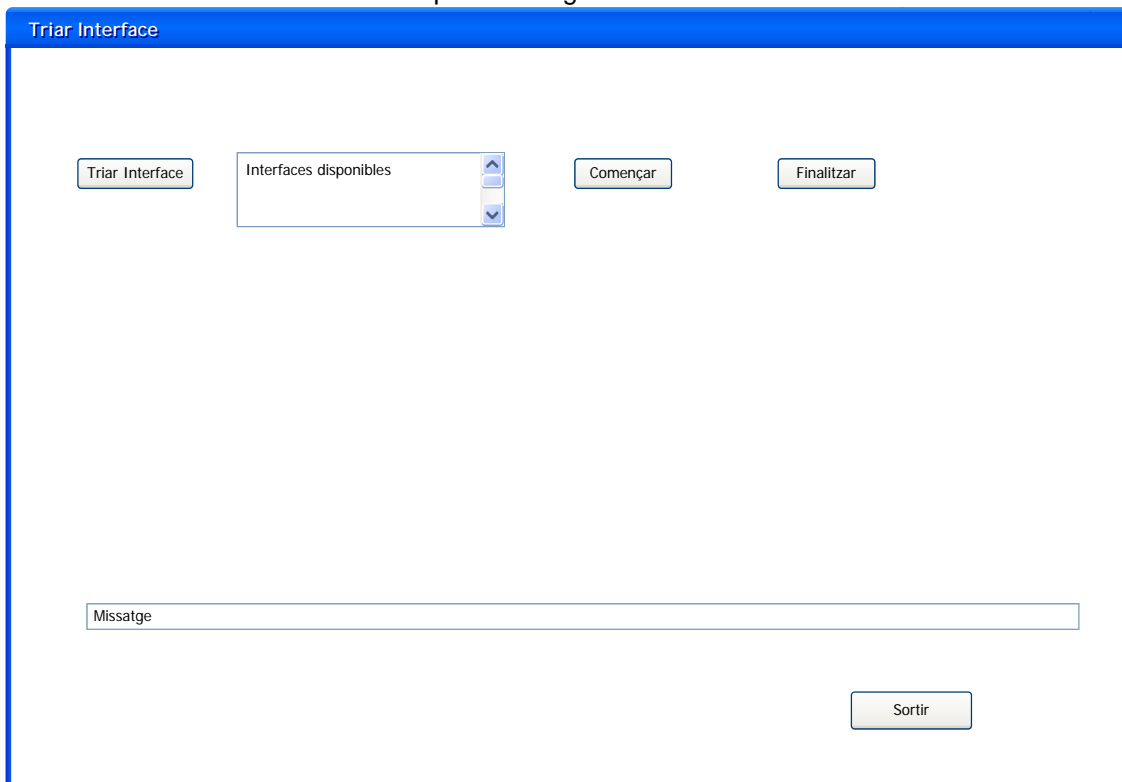 Triar Interface
Triar Interface
Interfaces disponibles
Començar
Finalitzar
Missatge
Sortir